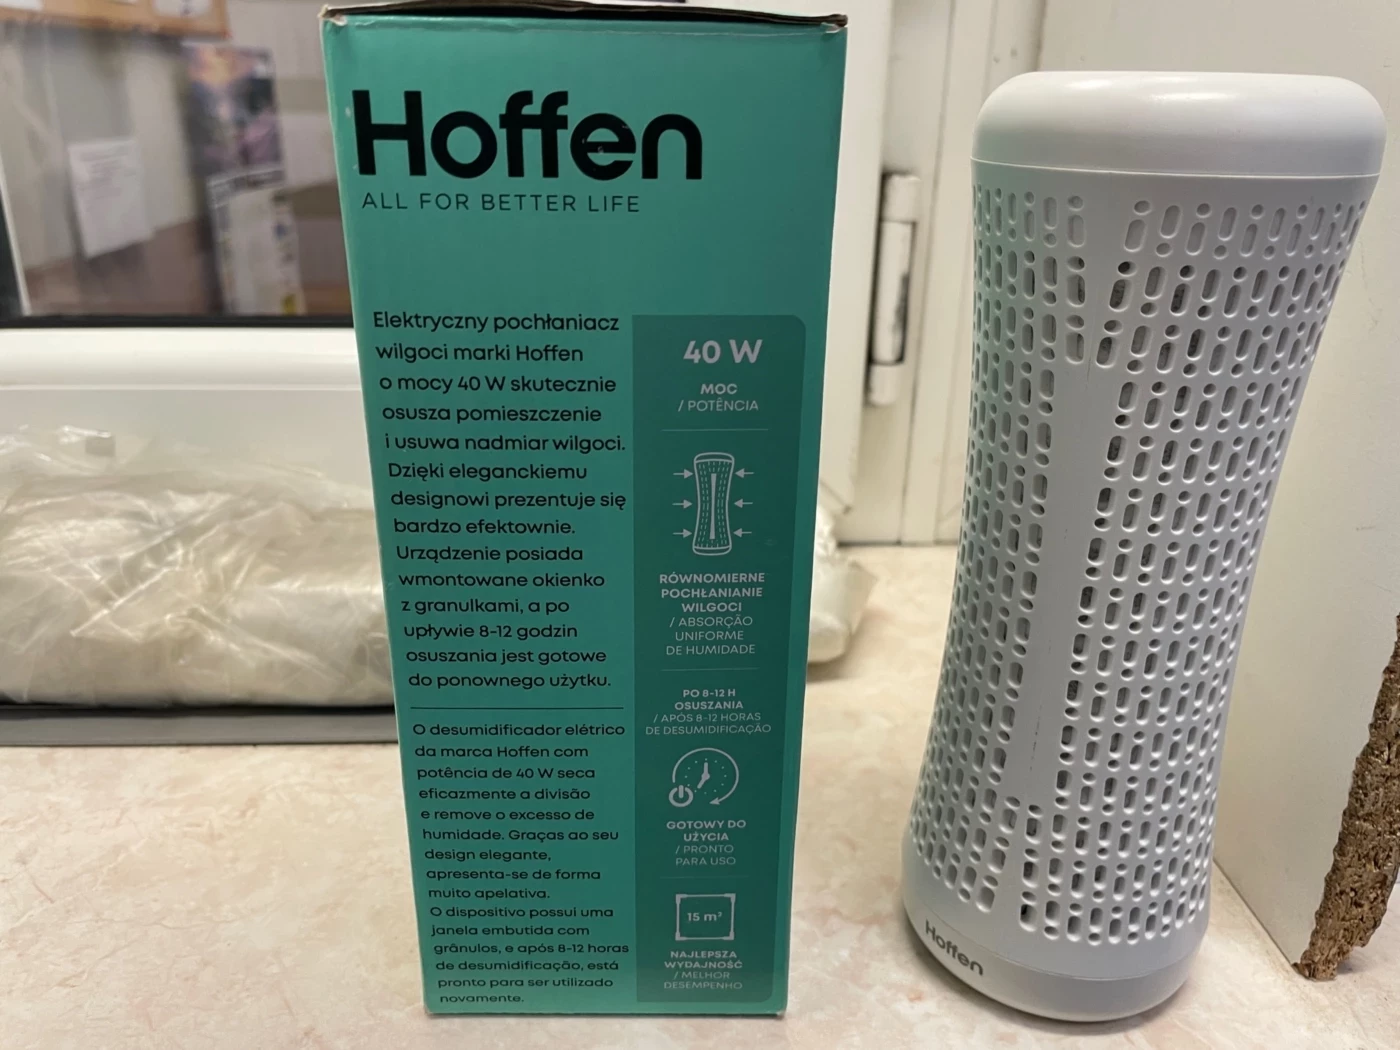 Hoffen
ALL FOR BETTER LIFE
Elektryczny pochłaniacz
wilgoci marki Hoffen
o mocy 40 W skutecznie
osusza pomieszczenie
i usuwa nadmiar wilgoci.
Dzięki eleganckiemu
designowi prezentuje się
bardzo efektownie.
Urządzenie posiada
wmontowane okienko
z granulkami, a po
upływie 8-12 godzin
osuszania jest gotowe
do ponownego użytku.
O desumidificador elétrico
da marca Hoffen com
potência de 40 W seca
eficazmente a divisão
e remove o excesso de
humidade. Graças ao seu
design elegante,
apresenta-se de forma
muito apelativa.
O dispositivo possui uma
janela embutida com
grânulos, e após 8-12 horas
de desumidificação, está
pronto para ser utilizado
novamente.
40 W
MOC
/ POTÊNCIA
RÓWNOMIERNE
POCHŁANIANIE
WILGOCI
/ ABSORÇÃO
UNIFORME
DE HUMIDADE
PO 8-12 H
OSUSZANIA
/ APÓS 8-12 HORAS
DE DESUMIDIFICAÇÃO
GOTOWY DO
UŻYCIA
/ PRONTO
PARA USO
15 m²
NAJLEPSZA
WYDAJNOŚĆ
/ MELHOR
DESEMPENHO
Hoffen